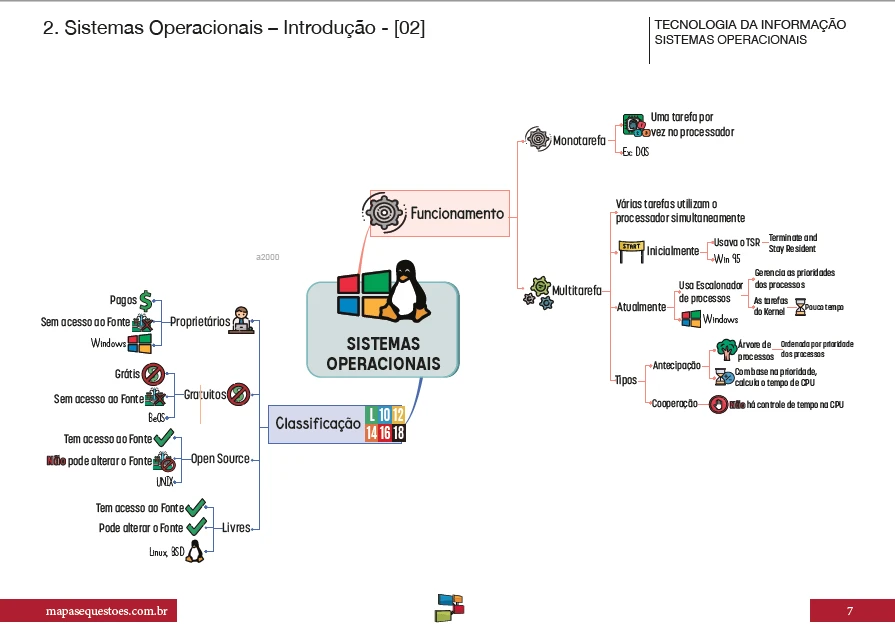 2. Sistemas Operacionais – Introdução - [02]
TECNOLOGIA DA INFORMAÇÃO
SISTEMAS OPERACIONAIS
Monotarefa
Uma tarefa por
vez no processador
Ex: DOS
Funcionamento
Multitarefa
Várias tarefas utilizam o
processador simultaneamente
START
Inicialmente
Usava o TSR
Terminate and
Stay Resident
Win 95
Atualmente
Usa Escalonador
de processos
Gerencia as prioridades
dos processos
As tarefas
do Kernel
Pouco tempo
Windows
Tipos
Antecipação
Árvore de
processos
Ordenada por prioridade
dos processos
Com base na prioridade,
calcula o tempo de CPU
Cooperação
Não há controle de tempo na CPU
a2000
SISTEMAS
OPERACIONAIS
Classificação
L 10 12
14 16 18
Proprietários
Pagos
Sem acesso ao Fonte
Windows
Gratuitos
Grátis
Sem acesso ao Fonte
BeOS
Open Source
Tem acesso ao Fonte
Não pode alterar o Fonte
UNIX
Livres
Tem acesso ao Fonte
Pode alterar o Fonte
Linux, BSD
mapasequestoes.com.br
7